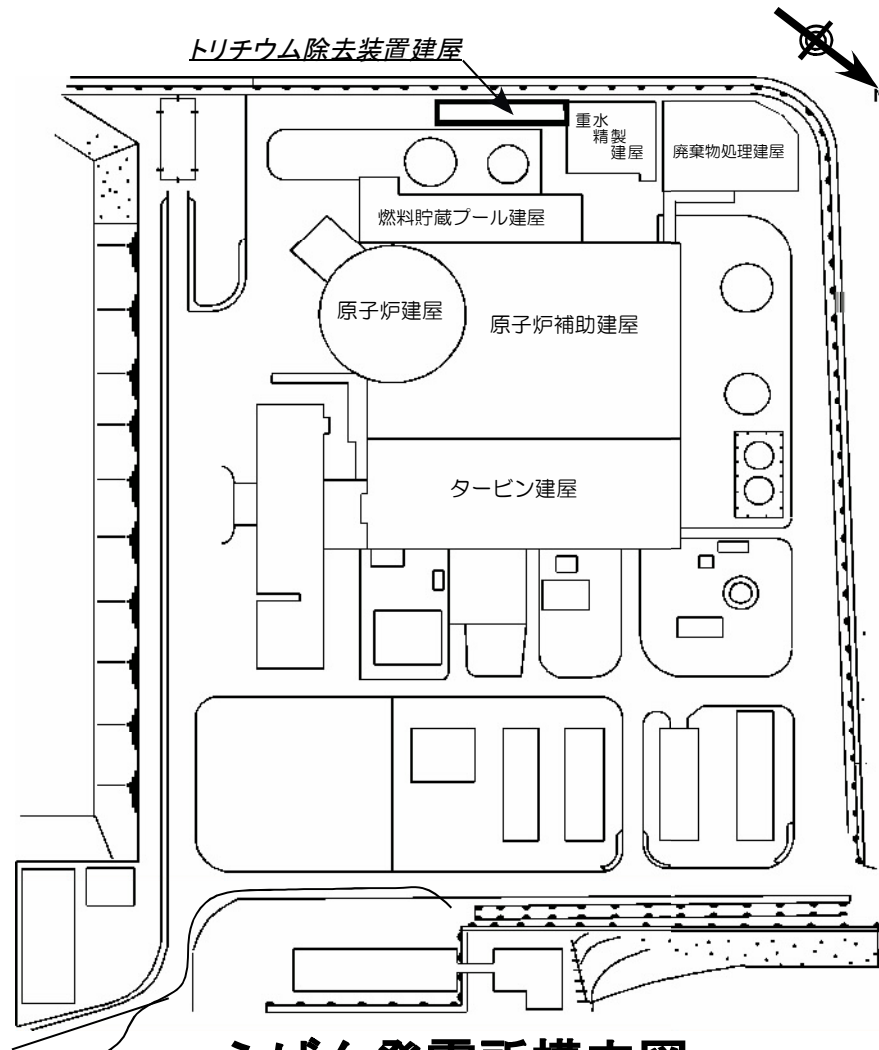 トリチウム除去装置建屋
N
重水
精製
建屋
廃棄物処理建屋
燃料貯蔵プール建屋
原子炉建屋
原子炉補助建屋
タービン建屋